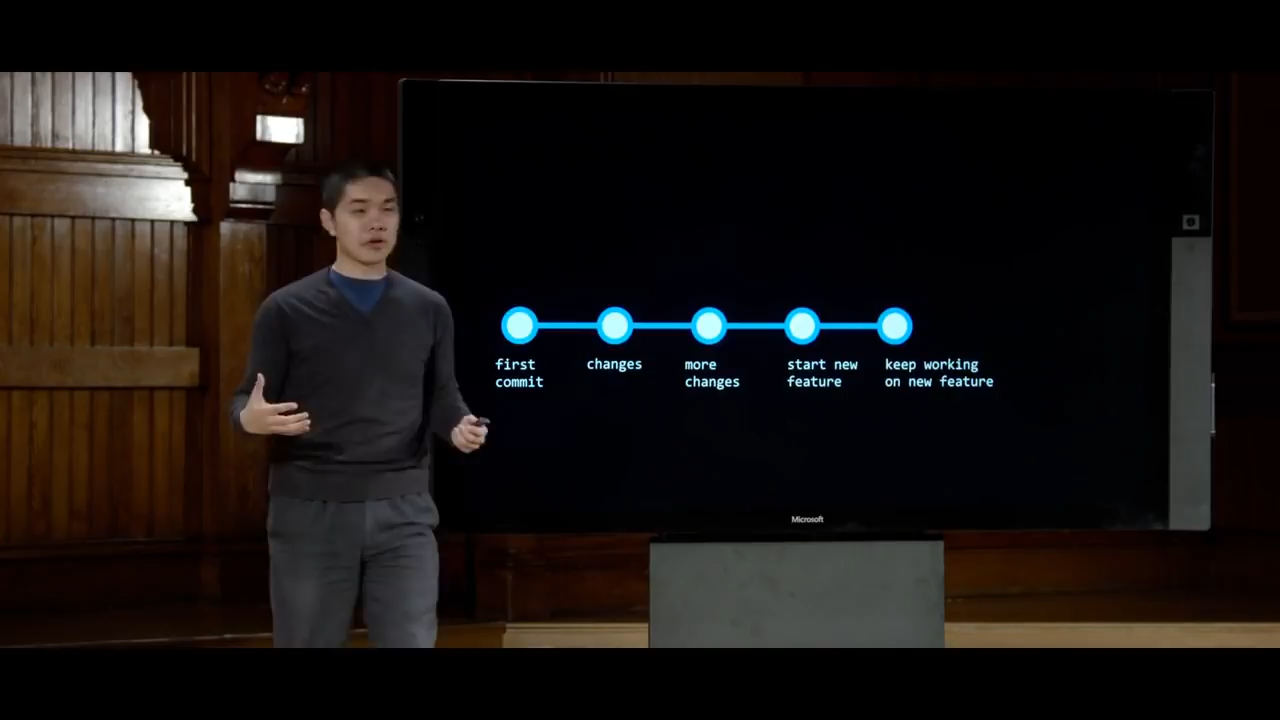 first
commit
changes
more
changes
start new
feature
keep working
on new feature
Microsoft